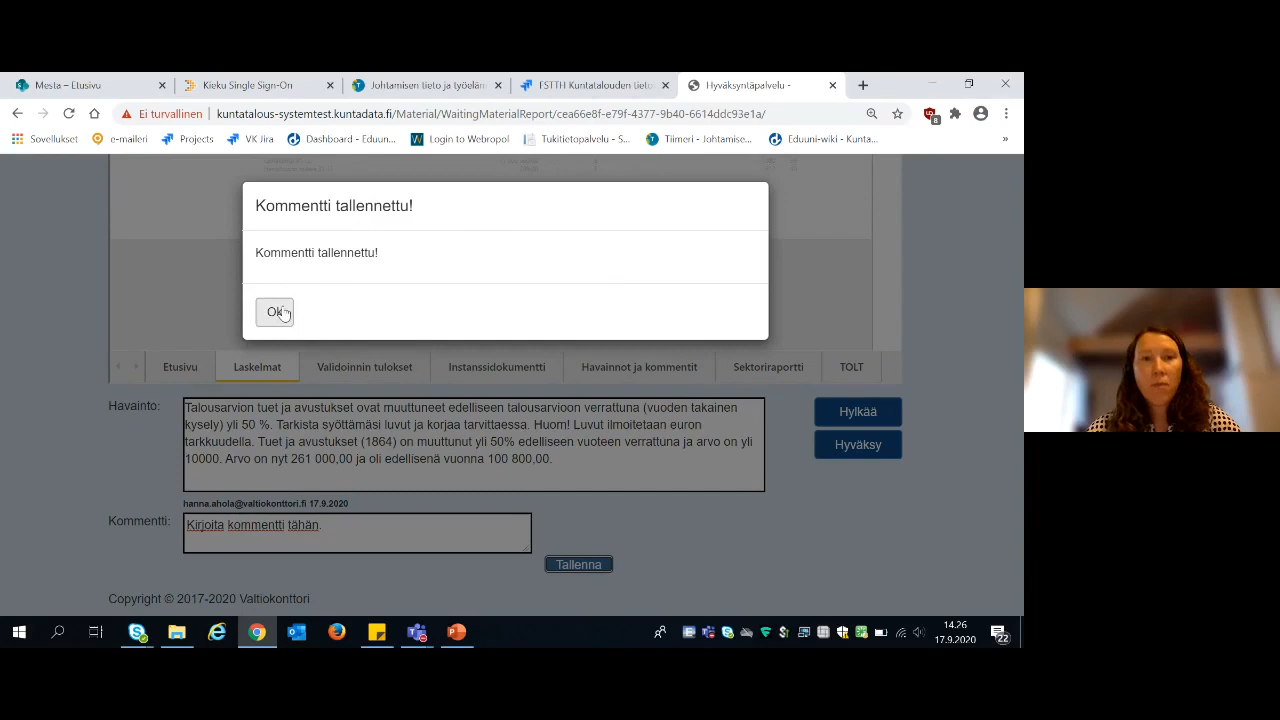 Mesta – Etusivu
Kieku Single Sign-On
Johtamisen tieto ja työelän
FSTTH Kuntatalouden tieto
Hyväksyntäpalvelu -
Ei turvallinen
kuntatalous.systemtest.kuntadata.fi/Material/WaitingMaterialReport/cea66e8f-e79f-4377-9b40-6614ddc93e1a/
8
Sovellukset
e-maileri
Projects
VK Jira
Dashboard - Eduun...
Login to Webropol
Tukitietopalvelu - S...
Tiimeri - Johtamise...
Eduuni-wiki - Kunta...
»
Kommentti tallennettu!
Kommentti tallennettu!
Ok
Etusivu
Laskelmat
Validoinnin tulokset
Instanssidokumentti
Havainnot ja kommentit
Sektoriraportti
TOLT
Havainto:
Talousarvion tuet ja avustukset ovat muuttuneet edelliseen talousarvioon verrattuna (vuoden takainen
kysely) yli 50 %. Tarkista syöttämäsi luvut ja korjaa tarvittaessa. Huom! Luvut ilmoitetaan euron
tarkkuudella. Tuet ja avustukset (1864) on muuttunut yli 50% edelliseen vuoteen verrattuna ja arvo on yli
10000. Arvo on nyt 261 000,00 ja oli edellisenä vuonna 100 800,00.
Hylkää
Hyväksy
hanna.ahola@valtiokonttori.fi 17.9.2020
Kommentti:
Kirjoita kommentti tähän.
Tallenna
Copyright © 2017-2020 Valtiokonttori
14.26
17.9.2020
22